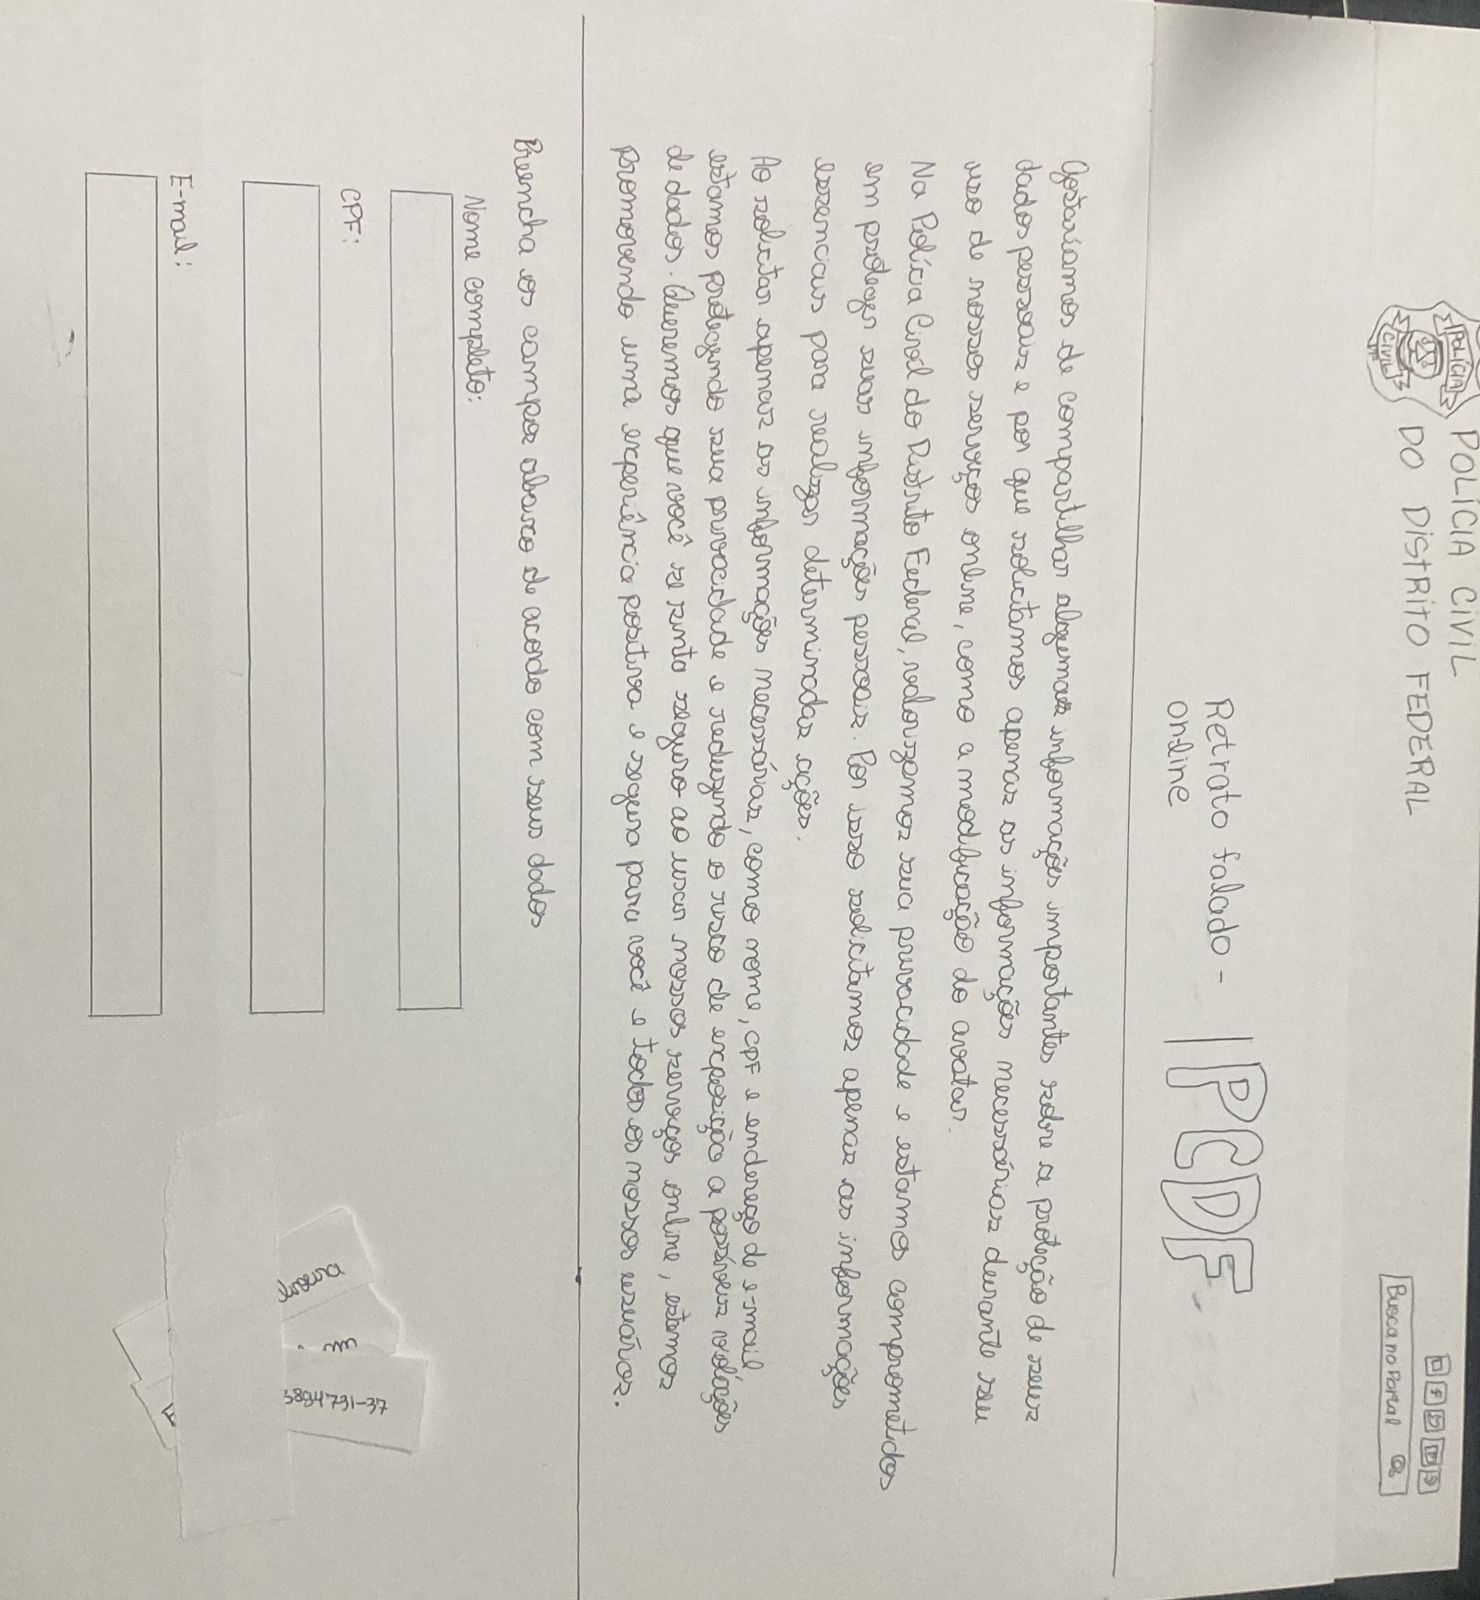 POLÍCIA
CIVIL
DF
POLÍCIA CIVIL
DO DISTRITO FEDERAL
Busca no Portal
Retrato falado -
online
PCDF
Gostaríamos de compartilhar algumas informações importantes sobre a proteção de seus
dados pessoais e por que solicitamos apenas as informações necessárias durante seu
uso de nossos serviços online, como a modificação do avatar.
Na Polícia Civil do Distrito Federal, valorizamos sua privacidade e estamos comprometidos
em proteger suas informações pessoais. Por isso solicitamos apenas as informações
essenciais para realizar determinadas ações.
Ao solicitar apenas as informações necessárias, como nome, CPF e endereço de e-mail,
estamos protegendo sua privacidade e reduzindo o risco de exposição a possíveis violações
de dados. Queremos que você se sinta seguro ao usar nossos serviços online, estamos
promovendo uma experiência positiva e segura para você e todos os nossos usuários.
Preencha os campos abaixo de acordo com seus dados
Nome completo:
CPF:
E-mail: